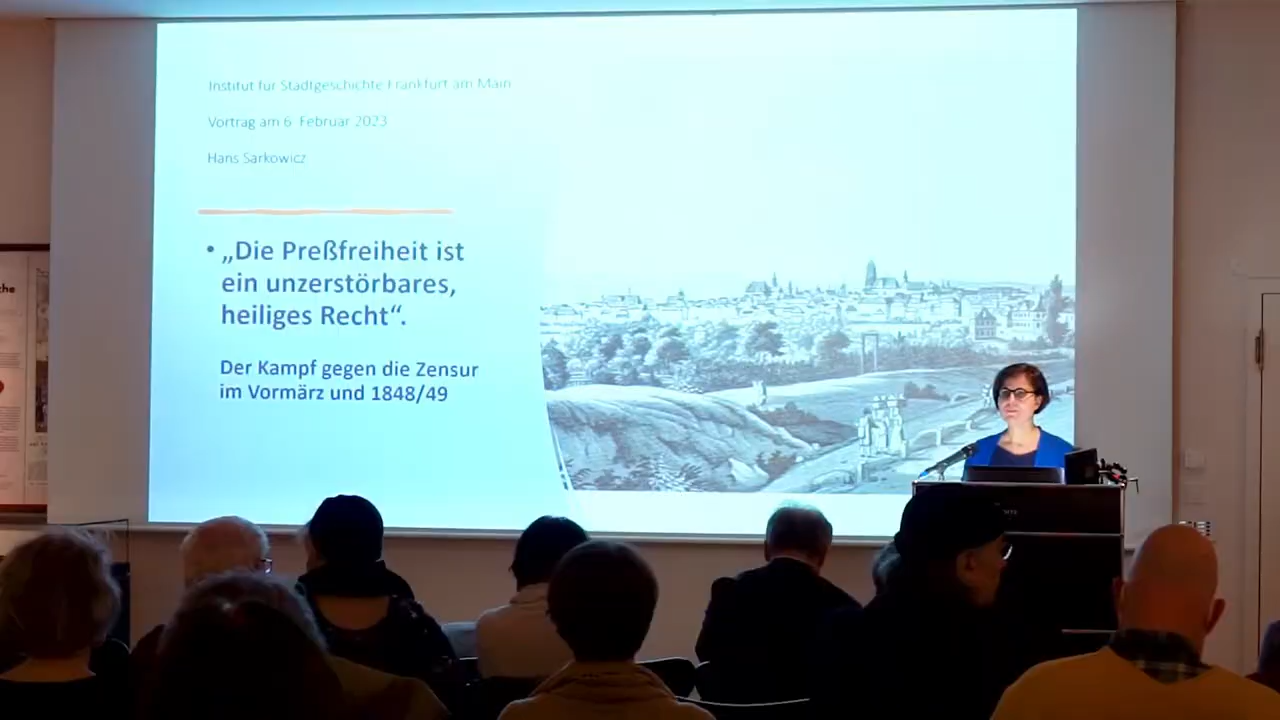 Institut für Stadtgeschichte Frankfurt am Main
Vortrag am 6. Februar 2023
Hans Sarkowicz
• „Die Preßfreiheit ist
ein unzerstörbares,
heiliges Recht“.
Der Kampf gegen die Zensur
im Vormärz und 1848/49
che